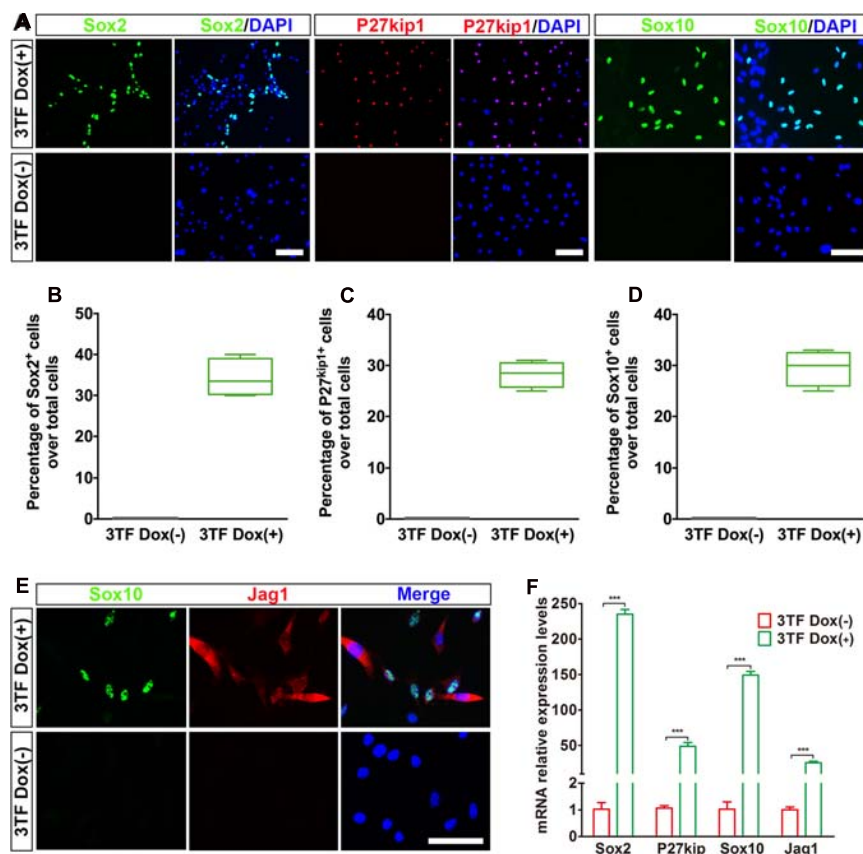 A
Sox2
Sox2/DAPI
P27kip1
P27kip1/DAPI
Sox10
Sox10/DAPI
3TF Dox(+)
3TF Dox(-)
B
Percentage of Sox2+ cells
over total cells
50
40
30
20
10
0
3TF Dox(-)
3TF Dox(+)
C
Percentage of P27kip1+ cells
over total cells
40
30
20
10
0
3TF Dox(-)
3TF Dox(+)
D
Percentage of Sox10+ cells
over total cells
40
30
20
10
0
3TF Dox(-)
3TF Dox(+)
E
Sox10
Jag1
Merge
3TF Dox(+)
3TF Dox(-)
F
mRNA relative expression levels
250
200
150
100
50
2
1
0
***
***
***
***
3TF Dox(-)
3TF Dox(+)
Sox2
P27kip
Sox10
Jag1